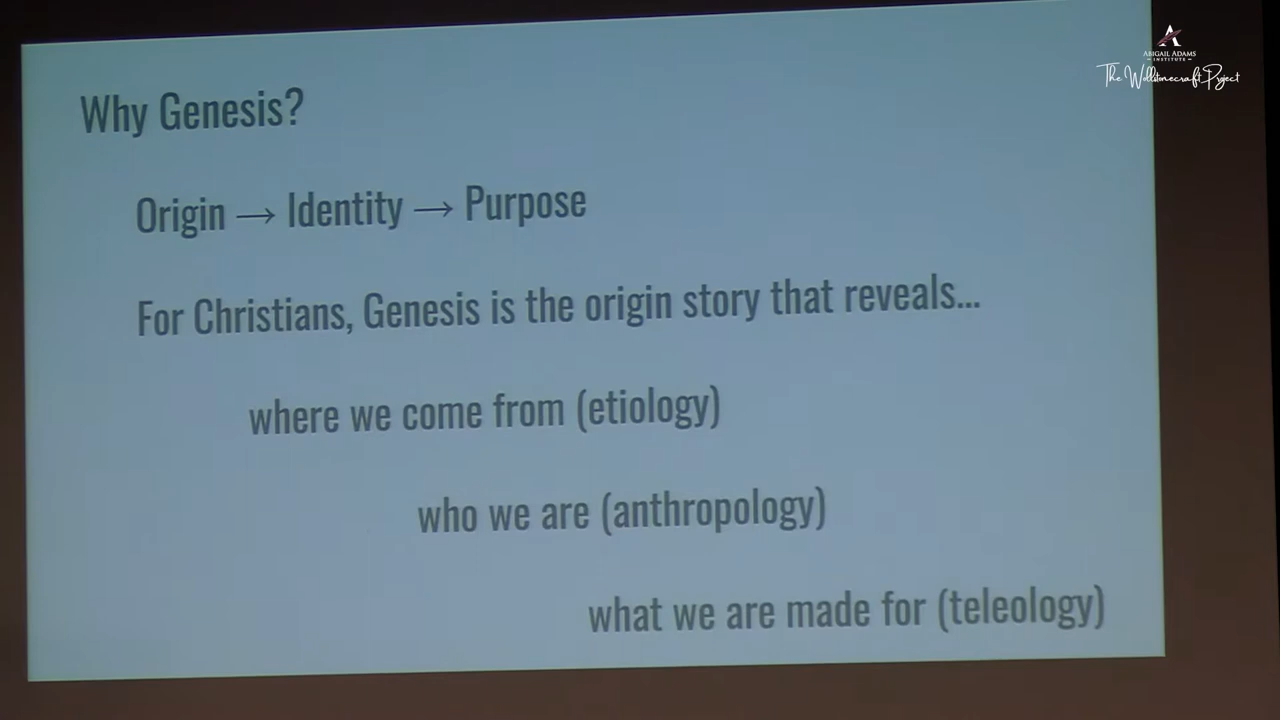 ABIGAIL ADAMS
INSTITUTE
The Wollstonecraft Project
Why Genesis?
Origin → Identity → Purpose
For Christians, Genesis is the origin story that reveals...
where we come from (etiology)
who we are (anthropology)
what we are made for (teleology)